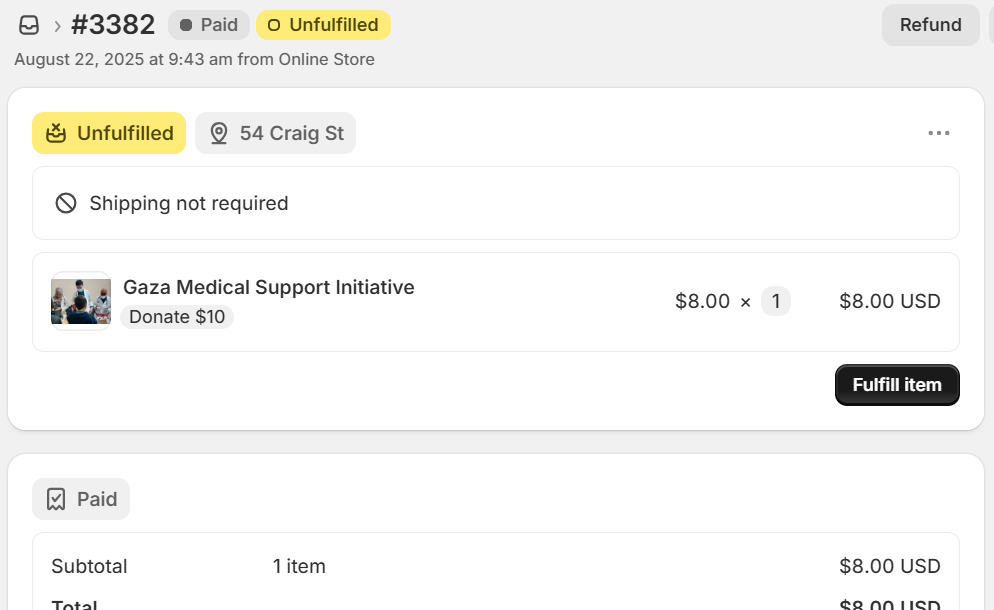 #3382 Paid Unfulfilled Refund
August 22, 2025 at 9:43 am from Online Store
Unfulfilled 54 Craig St
Shipping not required
Gaza Medical Support Initiative
Donate $10
$8.00 × 1 $8.00 USD
Fulfill item
Paid
Subtotal 1 item $8.00 USD
Total $8.00 USD